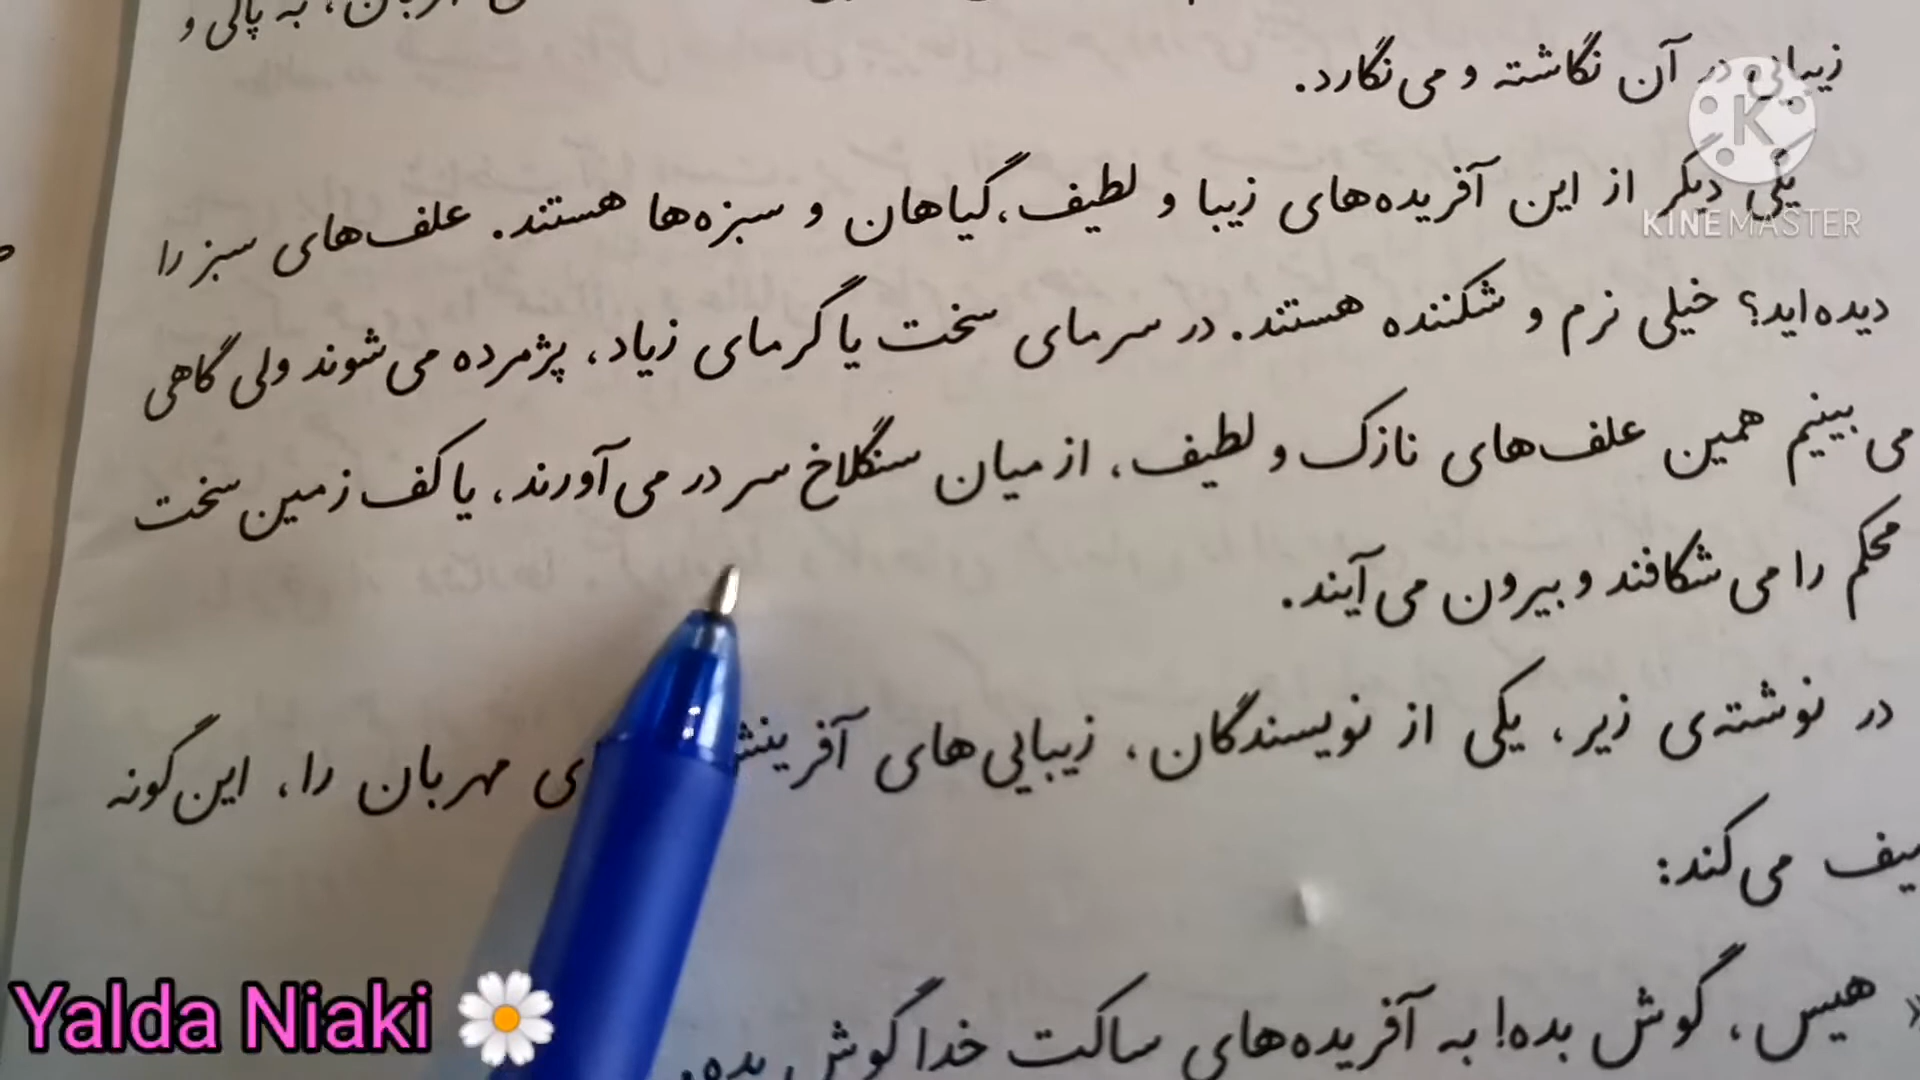 به پاکی و
زیبایی در آن نگاشته و می‌نگارد.
یکی دیگر از این آفریده‌های زیبا و لطیف، گیاهان و سبزه‌ها هستند. علف‌های سبز را
دیده‌اید؟ خیلی نرم و شکننده هستند. در سرمای سخت یا گرمای زیاد، پژمرده می‌شوند ولی گاهی
می‌بینیم همین علف‌های نازک و لطیف، از میان سنگلاخ سر در می‌آورند، یا کف زمین سخت
محکم را می‌شکافند و بیرون می‌آیند.
در نوشته‌ی زیر، یکی از نویسندگان، زیبایی‌های مهربان را، این گونه
می‌کند:
« هیس، گوش بده! به آفریده‌های ساکت خدا گوش بده.
K
KINEMASTER
Yalda Niaki